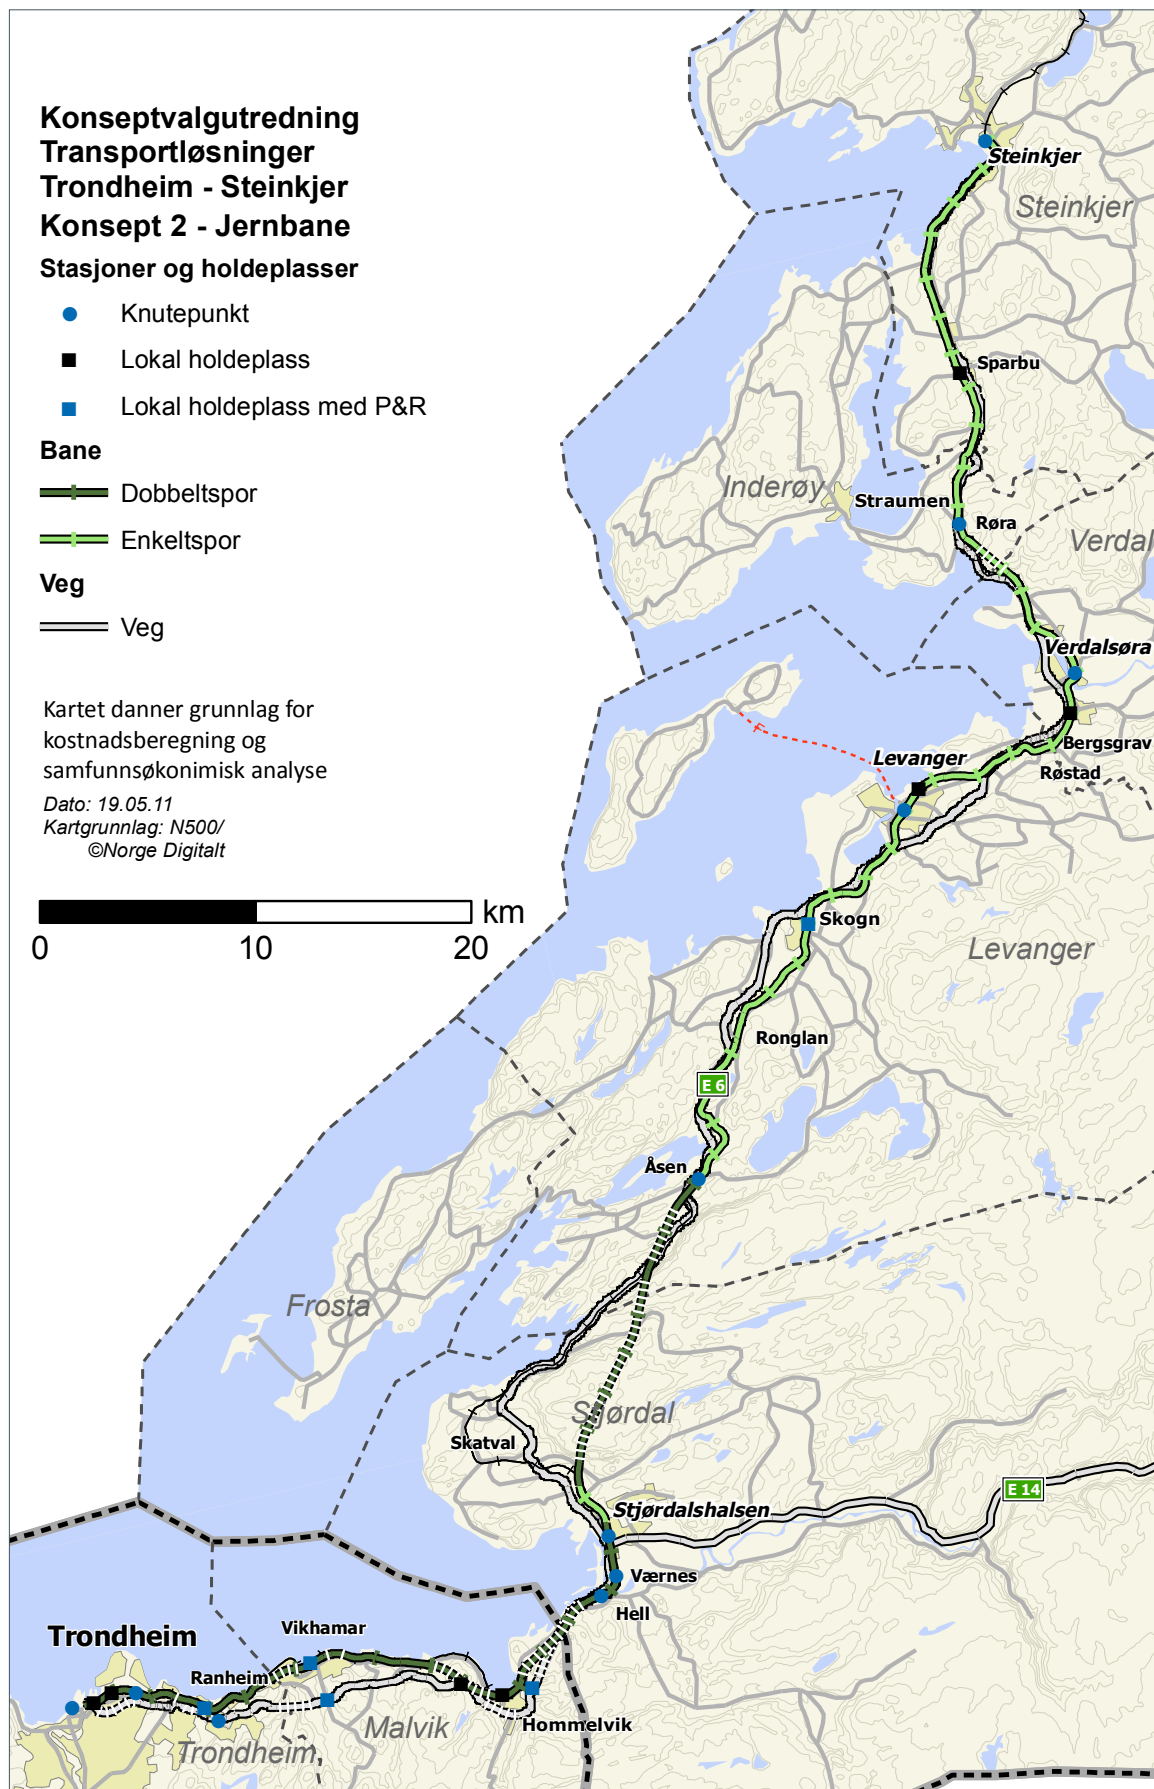 Konseptvalgutredning
Transportløsninger
Trondheim - Steinkjer
Konsept 2 - Jernbane
Stasjoner og holdeplasser
Knutepunkt
Lokal holdeplass
Lokal holdeplass med P&R
Bane
Dobbeltspor
Enkeltspor
Veg
Veg
Kartet danner grunnlag for
kostnadsberegning og
samfunnsøkonimisk analyse
Dato: 19.05.11
Kartgrunnlag: N500/
©Norge Digitalt
km
0 10 20
Steinkjer
Steinkjer
Sparbu
Inderøy
Straumen
Røra
Verdal
Verdalsøra
Bergsgrav
Levanger
Røstad
Skogn
Levanger
Ronglan
E 6
Åsen
Frosta
Stjørdal
Skatval
E 14
Stjørdalshalsen
Værnes
Hell
Vikhamar
Trondheim
Ranheim
Hommelvik
Malvik
Trondheim